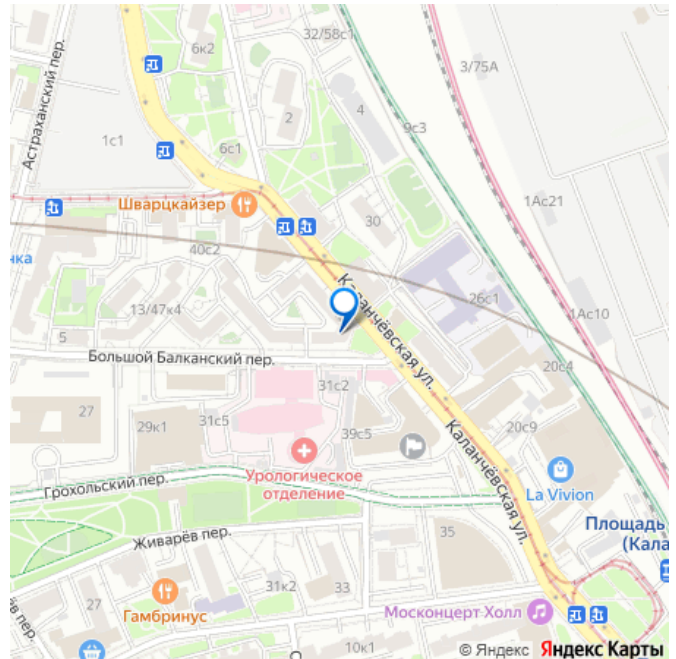 32/58с1
6к2
3/75А
Астраханский пер.
2
4
9с3
1с1
6с1
Шварцкайзер
1Ас21
30
40с2
нка
Каланчёвская ул.
26с1
13/47к4
1Ас10
5
Большой Балканский пер.
20с4
31с2
27
29к1
31с5
39с5
20с9
Каланчёвская ул.
Урологическое
отделение
La Vivion
Грохольский пер.
Площадь
(Кала
Живарёв пер.
35
31к2
33
27
Гамбринус
Москонцерт Холл
ёв пер.
10к1
© Яндекс Яндекс Карты